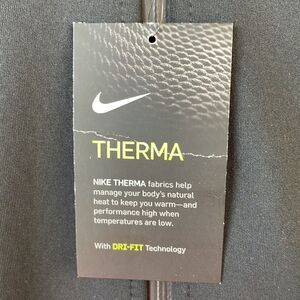 THERMA
NIKE THERMA fabrics help
manage your body's natural
heat to keep you warm—and
performance high when
temperatures are low.
With DRI-FIT Technology